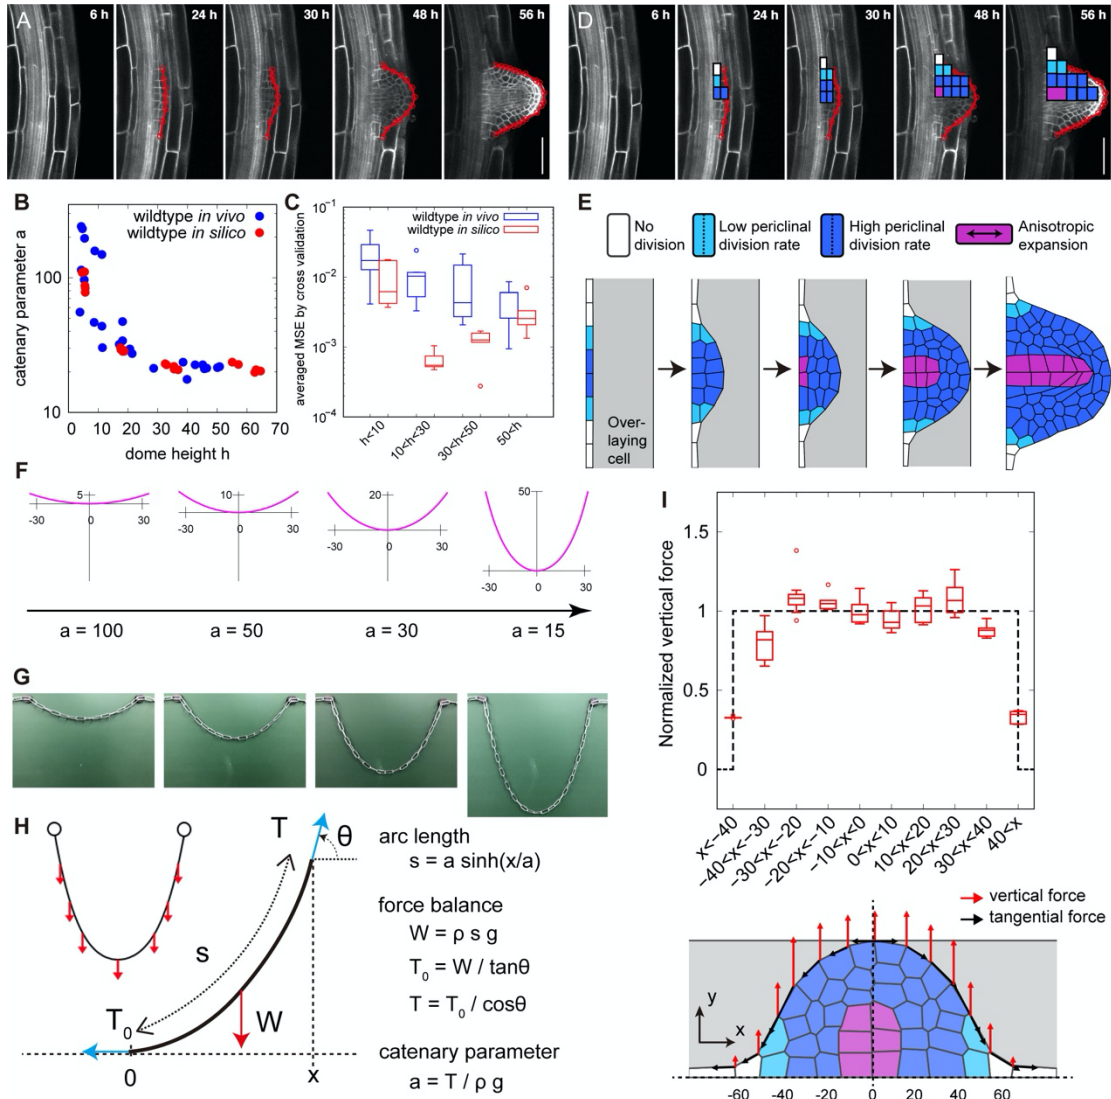 A
6 h
24 h
30 h
48 h
56 h
D
6 h
24 h
30 h
48 h
56 h
B
wildtype in vivo
wildtype in silico
catenary parameter a
100
10
0 10 20 30 40 50 60 70
dome height h
C
wildtype in vivo
wildtype in silico
averaged MSE by cross validation
10⁻¹
10⁻²
10⁻³
10⁻⁴
h<10
10<h<30
30<h<50
50<h
E
No division
Low periclinal division rate
High periclinal division rate
Anisotropic expansion
Over-
laying
cell
F
5
-30 0 30
10
-30 0 30
20
-30 0 30
50
-30 0 30
a = 100
a = 50
a = 30
a = 15
G
H
T
θ
s
T₀
W
0
x
arc length
s = a sinh(x/a)
force balance
W = ρ s g
T₀ = W / tanθ
T = T₀ / cosθ
catenary parameter
a = T / ρ g
I
Normalized vertical force
1.5
1
0.5
0
x<−40
−40<x<−30
−30<x<−20
−20<x<−10
−10<x<0
0<x<10
10<x<20
20<x<30
30<x<40
40<x
vertical force
tangential force
y
x
-60 -40 -20 0 20 40 60